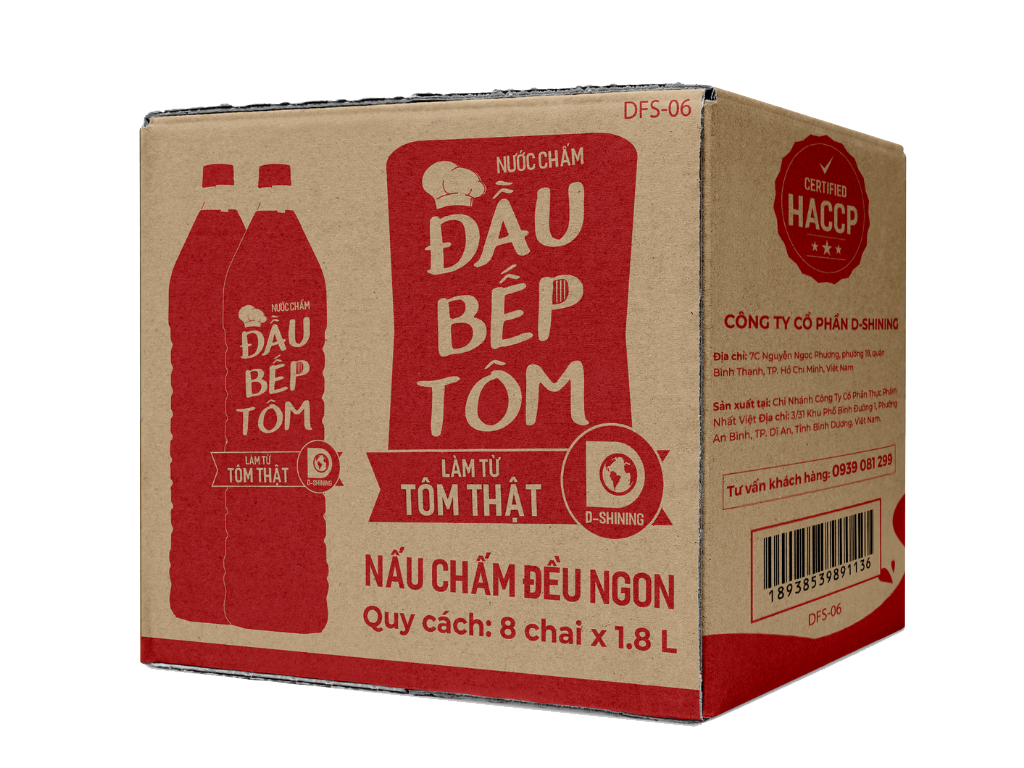 DFS-06
NƯỚC CHẤM
ĐẦU
BẾP
TÔM
LÀM TỪ
TÔM THẬT
D-SHINING
NƯỚC CHẤM
ĐẦU
BẾP
TÔM
LÀM TỪ
TÔM THẬT
D
D-SHINING
NẤU CHẤM ĐỀU NGON
Quy cách: 8 chai x 1.8 L
CERTIFIED
HACCP
CÔNG TY CỔ PHẦN D-SHINING
Địa chỉ: 7C Nguyễn Ngọc Phương, phường 19, quận
Bình Thạnh, TP. Hồ Chí Minh, Việt Nam
Sản xuất tại: Chi Nhánh Công Ty Cổ Phần Thực Phẩm
Nhất Việt Địa chỉ: 3/31 Khu Phố Bình Đường 1, Phường
An Bình, TP. Dĩ An, Tỉnh Bình Dương, Việt Nam.
Tư vấn khách hàng: 0939 081 299
18938539891136
DFS-06